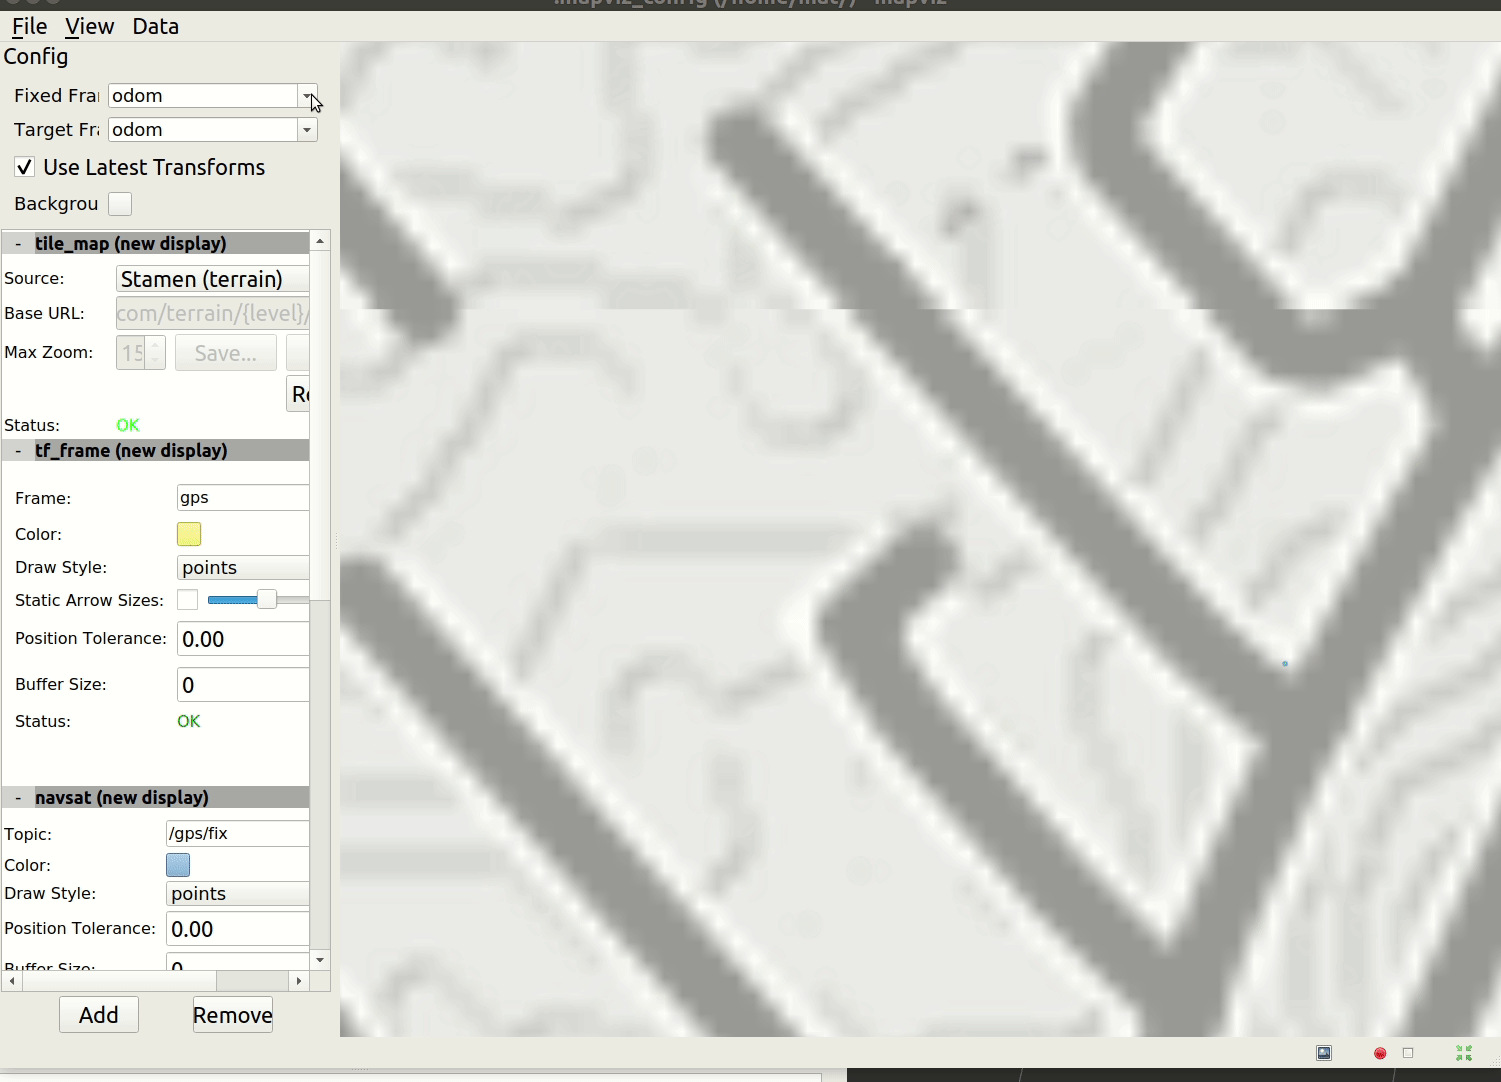 File View Data
Config
Fixed Fra odom
Target Fr odom
Use Latest Transforms
Backgrou
- tile_map (new display)
Source: Stamen (terrain)
Base URL: com/terrain/{level}/
Max Zoom: 15 Save...
Re
Status: OK
- tf_frame (new display)
Frame: gps
Color:
Draw Style: points
Static Arrow Sizes:
Position Tolerance: 0.00
Buffer Size: 0
Status: OK
- navsat (new display)
Topic: /gps/fix
Color:
Draw Style: points
Position Tolerance: 0.00
Buffer Size: 0
Add Remove